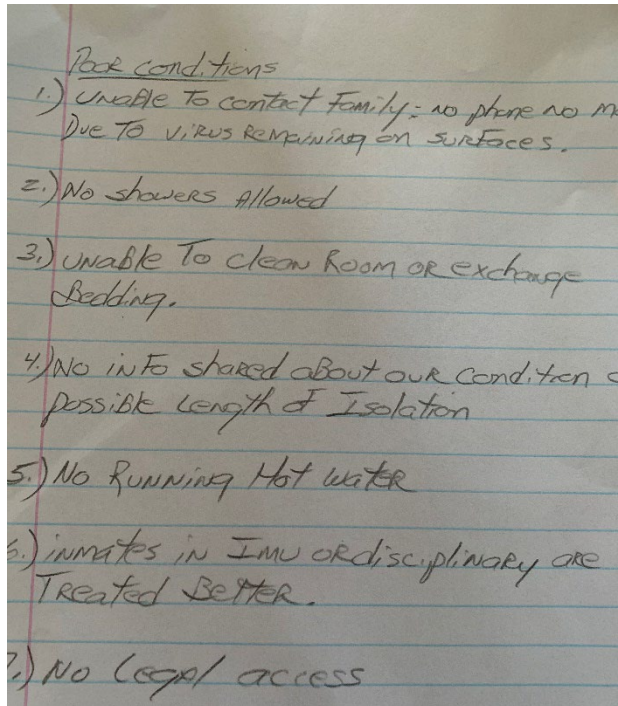 Poor conditions
1.) Unable To contact Family: no phone no m
Due To virus Remaining on surfaces.
2.) No showers Allowed
3.) Unable To clean Room or exchange
Bedding.
4.) No info shared about our condition
possible length of Isolation
5.) No Running Hot water
6.) inmates in Imu or disciplinary are
Treated Better.
7.) No Legal access